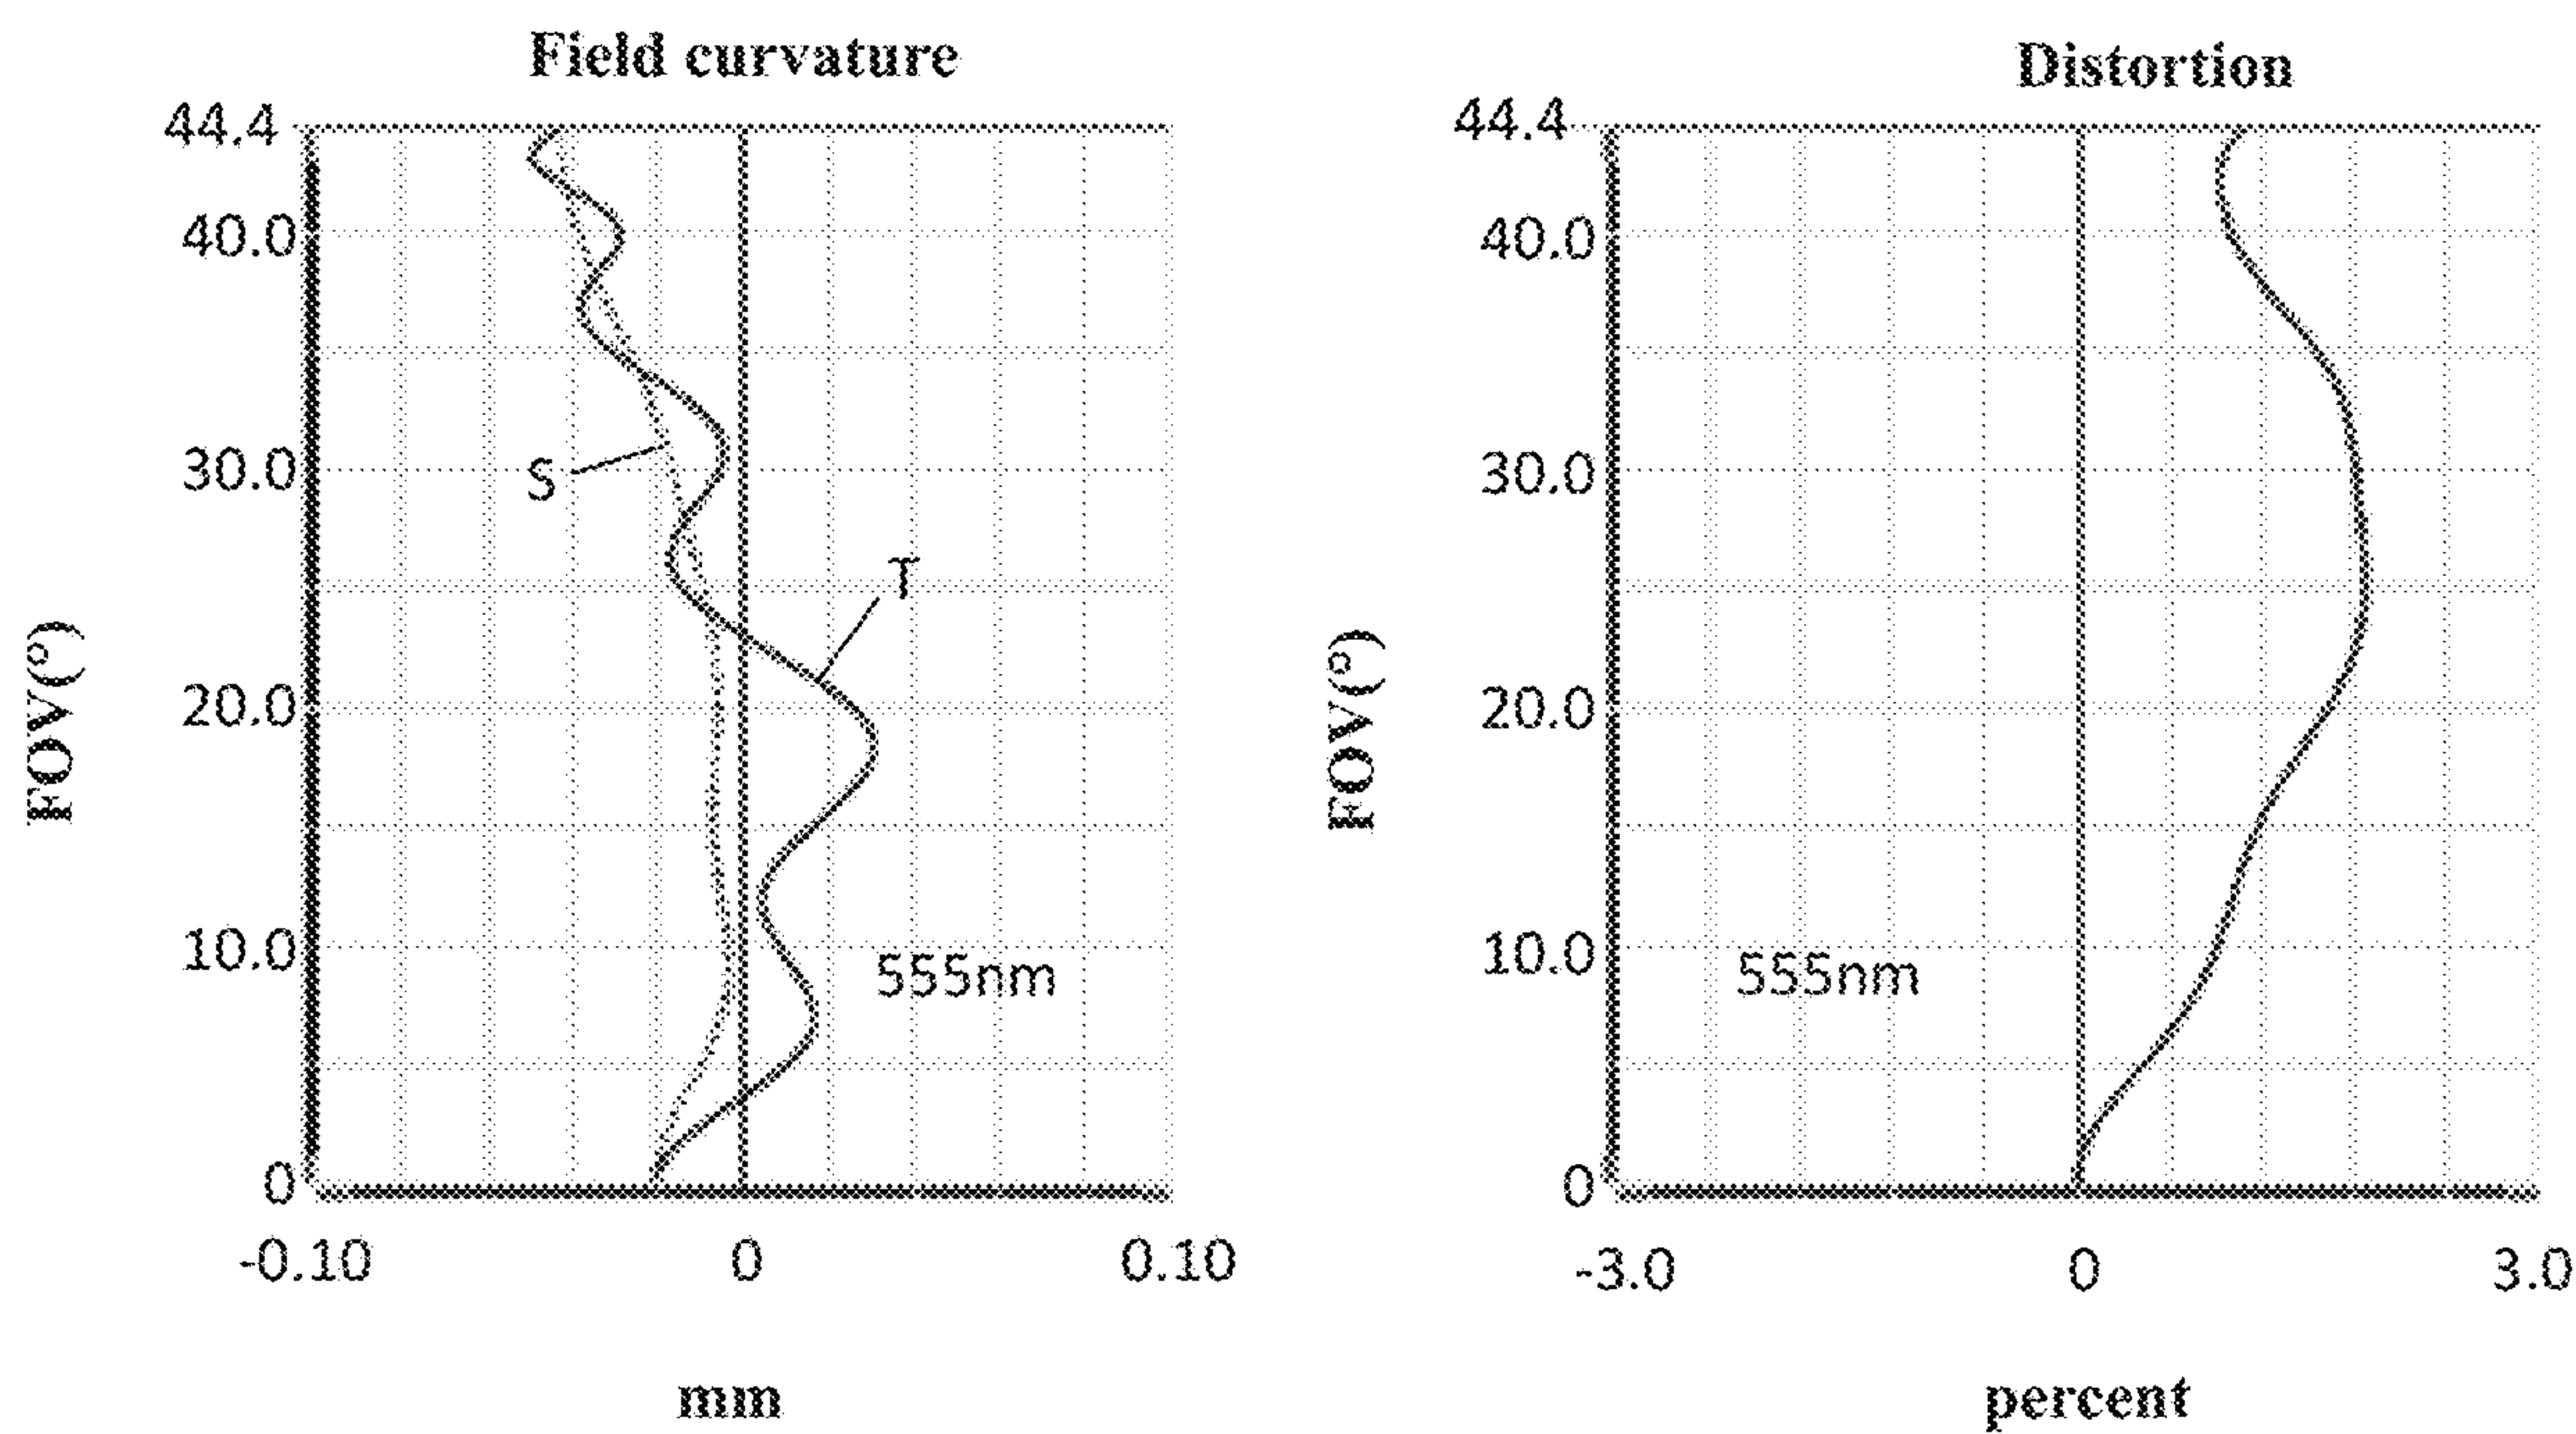 Field curvature
44.4
40.0
30.0
20.0
10.0
0
FOV(°)
S
T
555nm
-0.10 0 0.10
mm
Distortion
44.4
40.0
30.0
20.0
10.0
0
FOV(°)
555nm
-3.0 0 3.0
percent